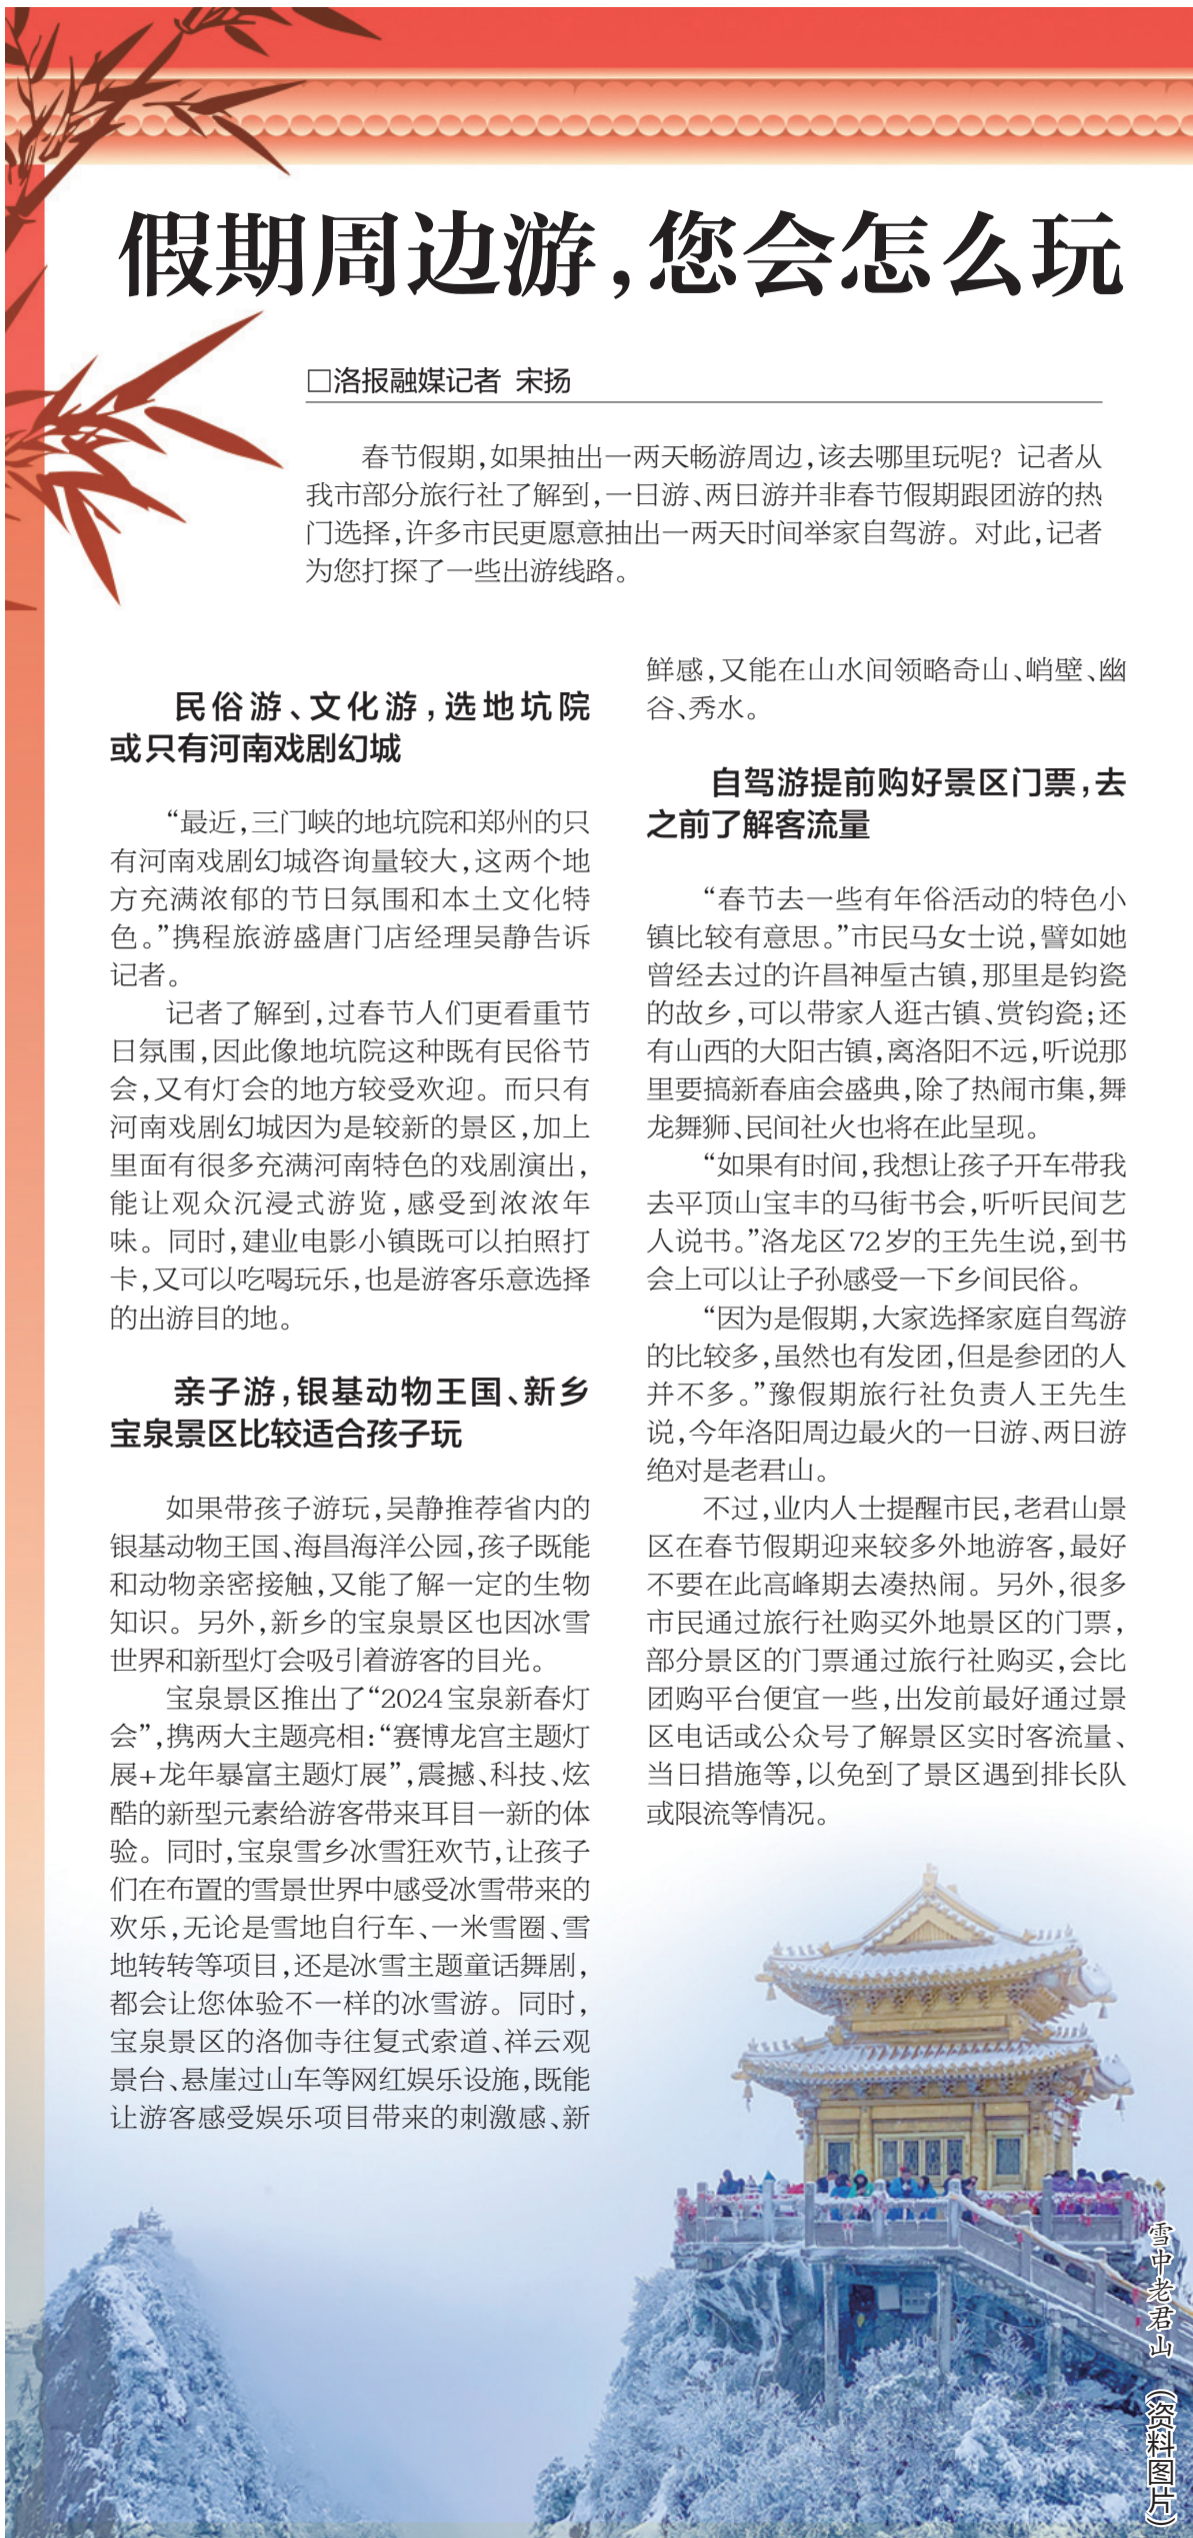 假期周边游，您会怎么玩
□洛报融媒记者 宋扬
春节假期，如果抽出一两天畅游周边，该去哪里玩呢？记者从
我市部分旅行社了解到，一日游、两日游并非春节假期跟团游的热
门选择，许多市民更愿意抽出一两天时间举家自驾游。对此，记者
为您打探了一些出游线路。
民俗游、文化游，选地坑院
或只有河南戏剧幻城
“最近，三门峡的地坑院和郑州的只
有河南戏剧幻城咨询量较大，这两个地
方充满浓郁的节日氛围和本土文化特
色。”携程旅游盛唐门店经理吴静告诉
记者。
记者了解到，过春节人们更看重节
日氛围，因此像地坑院这种既有民俗节
会，又有灯会的地方较受欢迎。而只有
河南戏剧幻城因为是较新的景区，加上
里面有很多充满河南特色的戏剧演出，
能让观众沉浸式游览，感受到浓浓年
味。同时，建业电影小镇既可以拍照打
卡，又可以吃喝玩乐，也是游客乐意选择
的出游目的地。
亲子游，银基动物王国、新乡
宝泉景区比较适合孩子玩
如果带孩子游玩，吴静推荐省内的
银基动物王国、海昌海洋公园，孩子既能
和动物亲密接触，又能了解一定的生物
知识。另外，新乡的宝泉景区也因冰雪
世界和新型灯会吸引着游客的目光。
宝泉景区推出了“2024宝泉新春灯
会”，携两大主题亮相：“赛博龙宫主题灯
展+龙年暴富主题灯展”，震撼、科技、炫
酷的新型元素给游客带来耳目一新的体
验。同时，宝泉雪乡冰雪狂欢节，让孩子
们在布置的雪景世界中感受冰雪带来的
欢乐，无论是雪地自行车、一米雪圈、雪
地转转等项目，还是冰雪主题童话舞剧，
都会让您体验不一样的冰雪游。同时，
宝泉景区的洛伽寺往复式索道、祥云观
景台、悬崖过山车等网红娱乐设施，既能
让游客感受娱乐项目带来的刺激感、新
鲜感，又能在山水间领略奇山、峭壁、幽
谷、秀水。
自驾游提前购好景区门票，去
之前了解客流量
“春节去一些有年俗活动的特色小
镇比较有意思。”市民马女士说，譬如她
曾经去过的许昌神垕古镇，那里是钧瓷
的故乡，可以带家人逛古镇、赏钧瓷；还
有山西的大阳古镇，离洛阳不远，听说那
里要搞新春庙会盛典，除了热闹市集，舞
龙舞狮、民间社火也将在此呈现。
“如果有时间，我想让孩子开车带我
去平顶山宝丰的马街书会，听听民间艺
人说书。”洛龙区72岁的王先生说，到书
会上可以让子孙感受一下乡间民俗。
“因为是假期，大家选择家庭自驾游
的比较多，虽然也有发团，但是参团的人
并不多。”豫假期旅行社负责人王先生
说，今年洛阳周边最火的一日游、两日游
绝对是老君山。
不过，业内人士提醒市民，老君山景
区在春节假期迎来较多外地游客，最好
不要在此高峰期去凑热闹。另外，很多
市民通过旅行社购买外地景区的门票，
部分景区的门票通过旅行社购买，会比
团购平台便宜一些，出发前最好通过景
区电话或公众号了解景区实时客流量、
当日措施等，以免到了景区遇到排长队
或限流等情况。
雪中老君山 （资料图片）